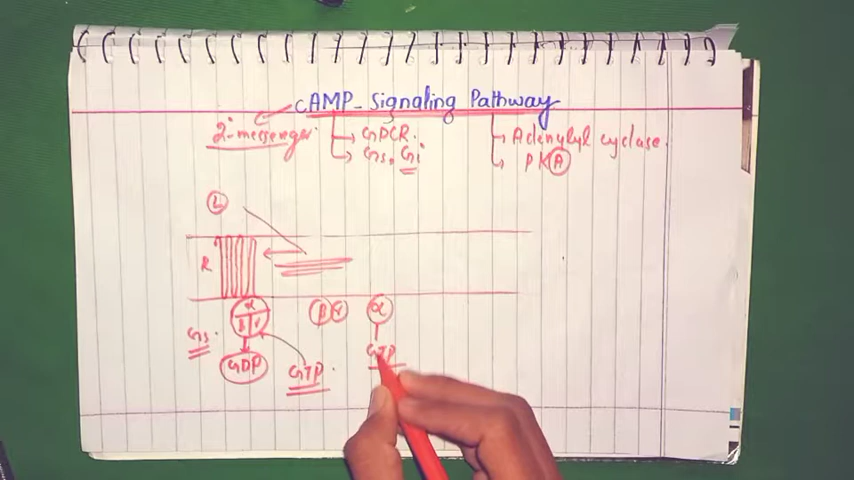 cAMP-Signaling Pathway
2° messenger
GPCR.
Gs, Gi
Adenylyl cyclase.
PKA
L
R
α
β γ
β γ
α
Gs.
GDP
GTP.
GTP